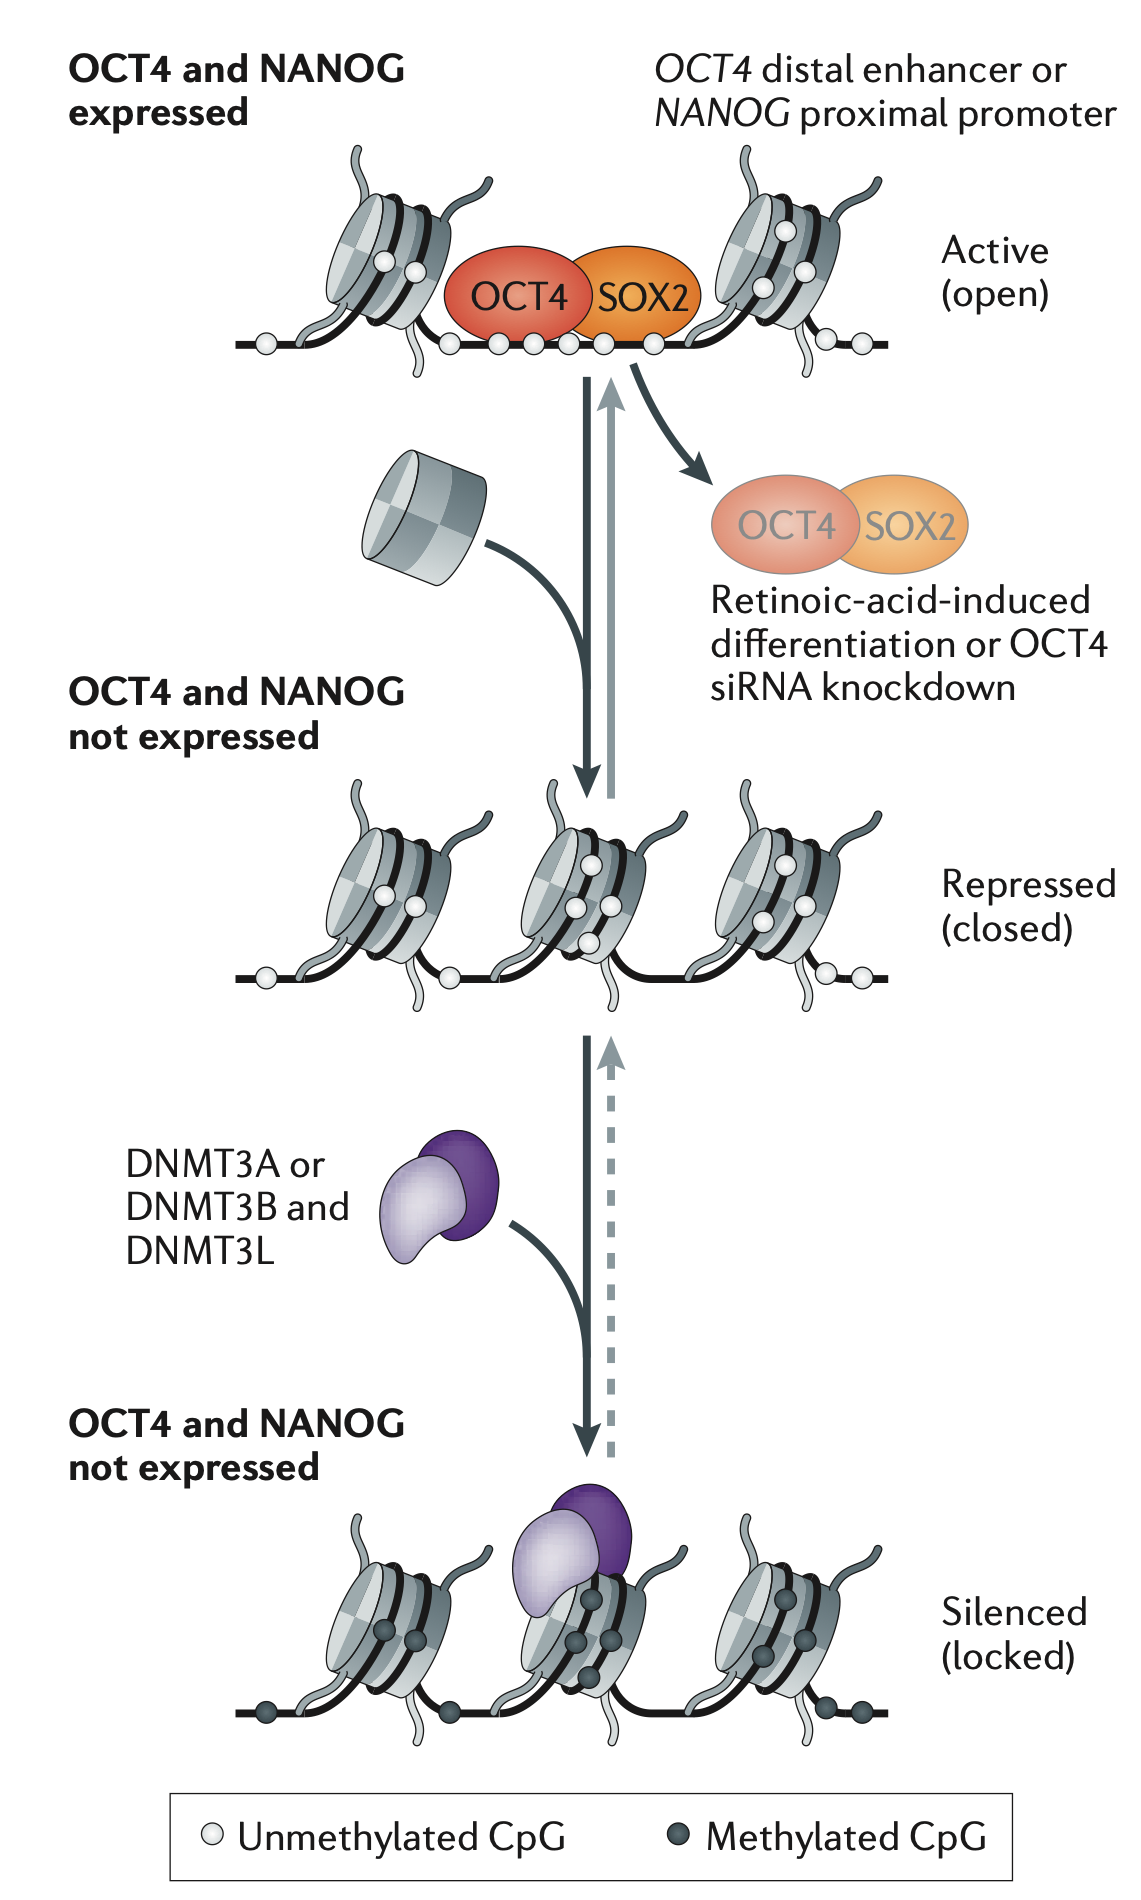 OCT4 and NANOG
expressed
OCT4 distal enhancer or
NANOG proximal promoter
Active
(open)
OCT4
SOX2
OCT4
SOX2
Retinoic-acid-induced
differentiation or OCT4
siRNA knockdown
OCT4 and NANOG
not expressed
Repressed
(closed)
DNMT3A or
DNMT3B and
DNMT3L
OCT4 and NANOG
not expressed
Silenced
(locked)
Unmethylated CpG
Methylated CpG